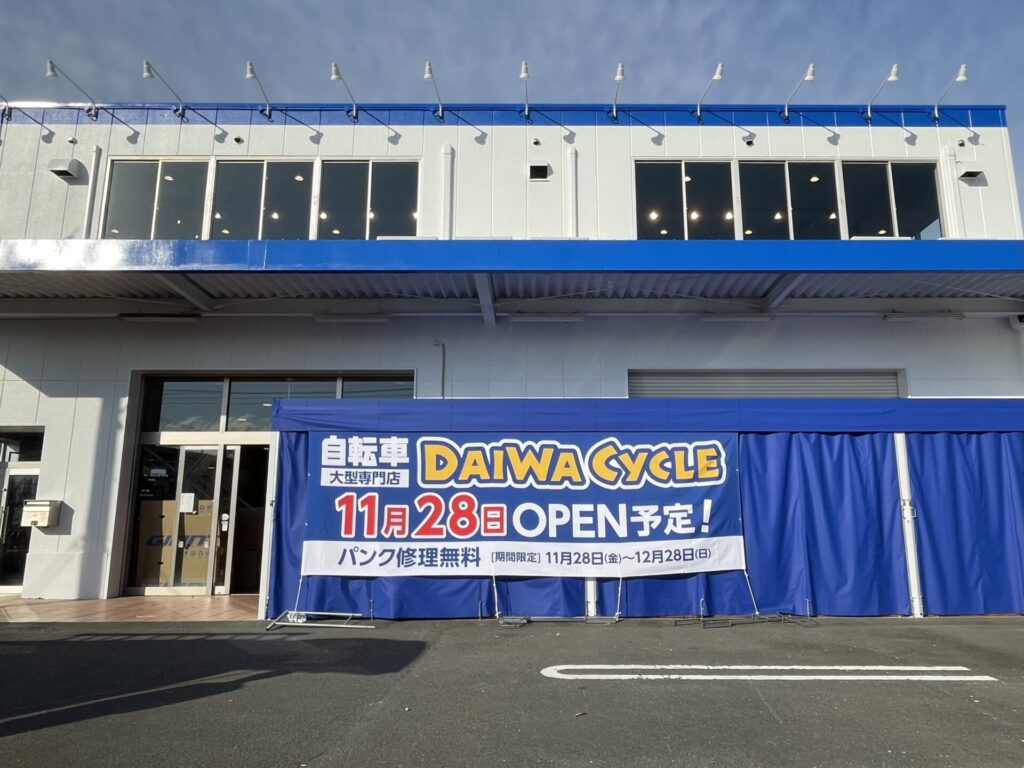 自転車
大型専門店
DAIWA CYCLE
11月28日OPEN予定!
パンク修理無料 [期間限定] 11月28日(金)~12月28日(日)
GIANT